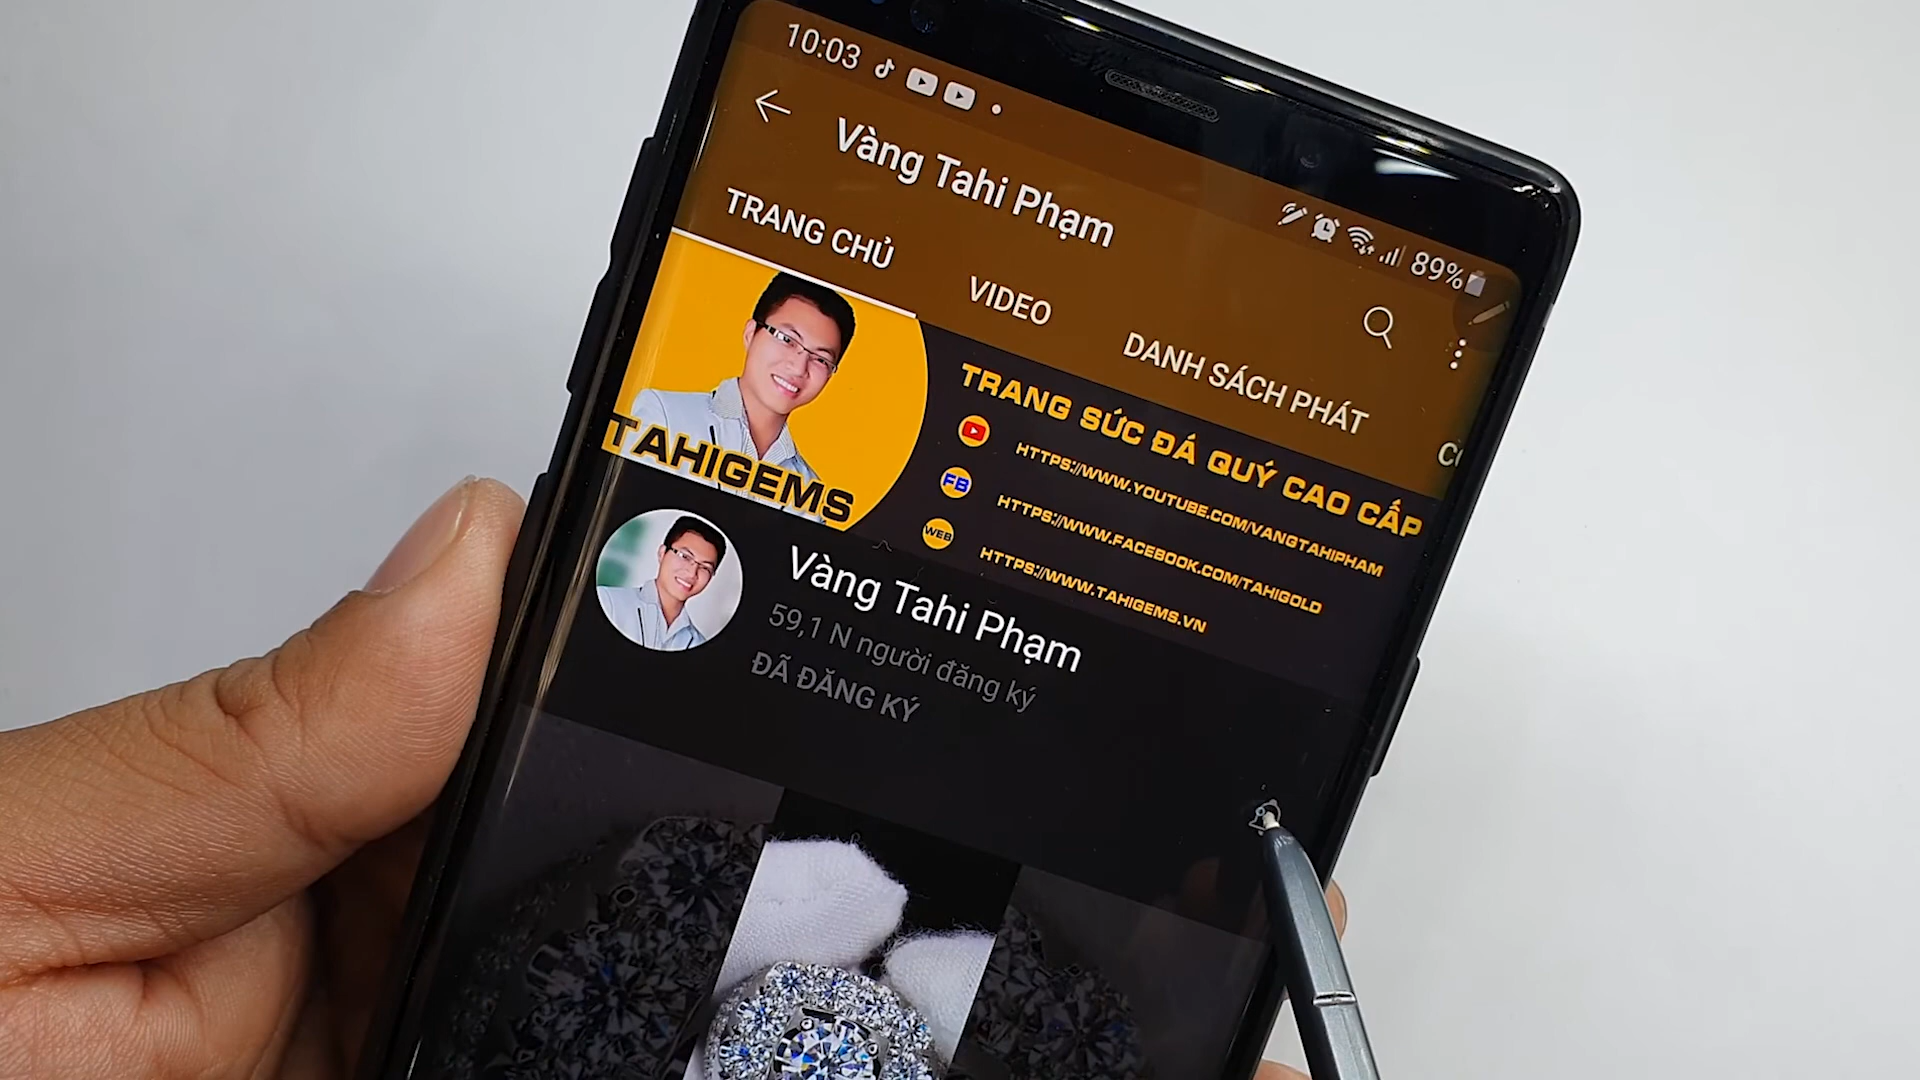 10:03
89%
Vàng Tahi Phạm
TRANG CHỦ
VIDEO
DANH SÁCH PHÁT
TAHIGEMS
TRANG SỨC ĐÁ QUÝ CAO CẤP
HTTPS://WWW.YOUTUBE.COM/VANGTAHIPHAM
FB
HTTPS://WWW.FACEBOOK.COM/TAHIGOLD
WEB
HTTPS://WWW.TAHIGEMS.VN
Vàng Tahi Phạm
59,1 N người đăng ký
ĐÃ ĐĂNG KÝ